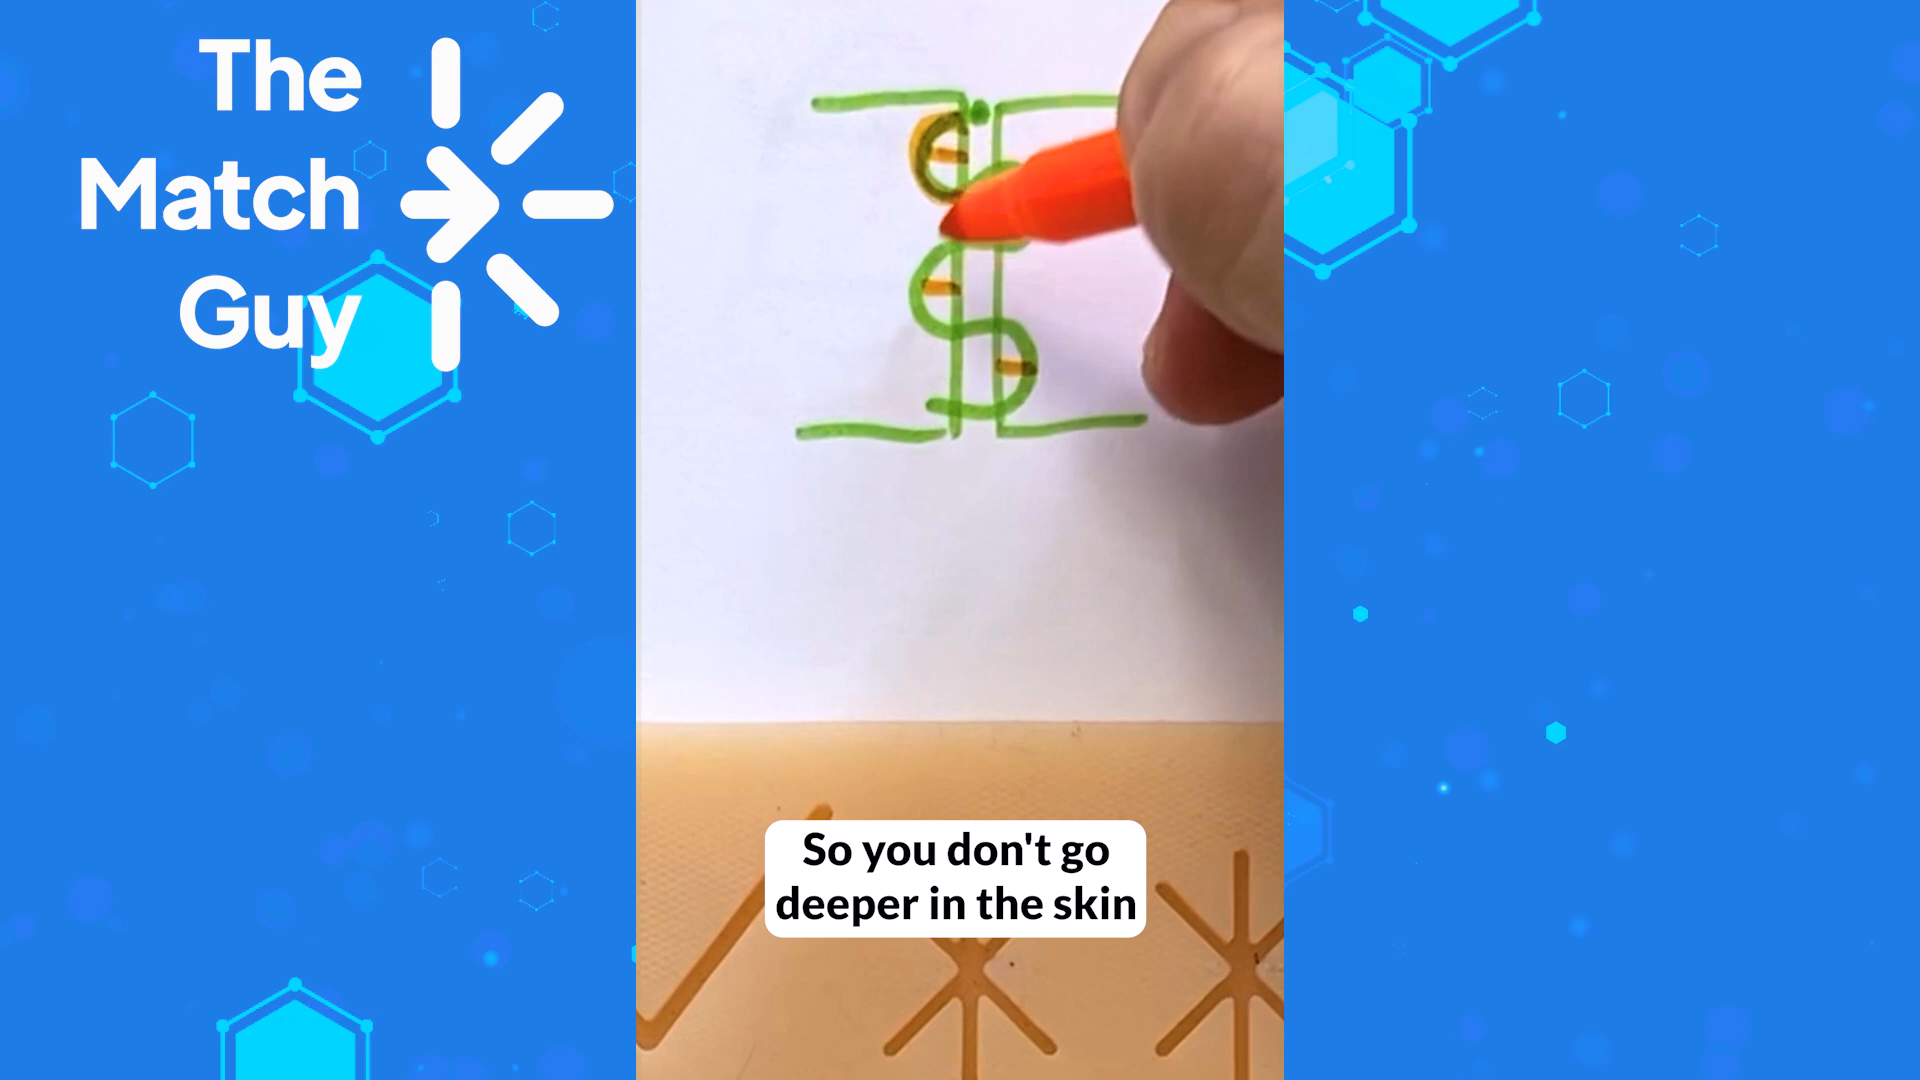 The
Match
Guy
So you don't go
deeper in the skin